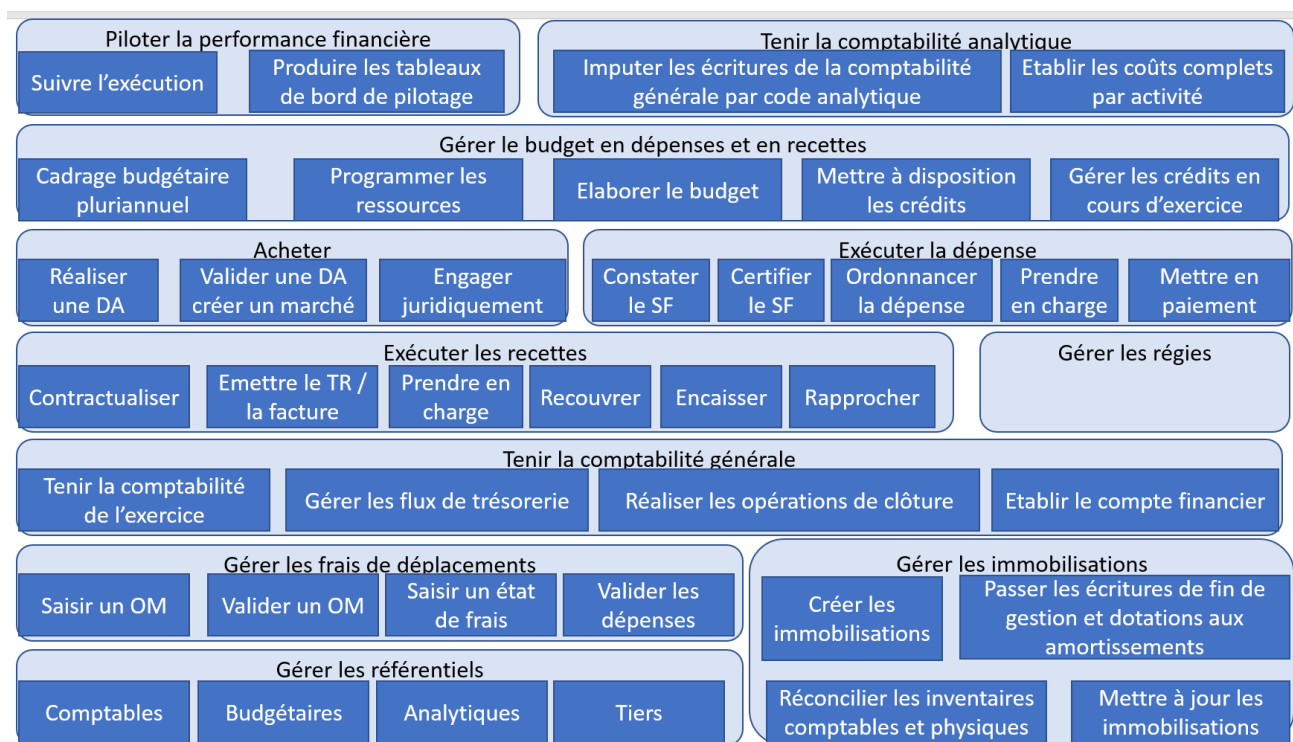 Piloter la performance financière
Suivre l’exécution
Produire les tableaux
de bord de pilotage
Tenir la comptabilité analytique
Imputer les écritures de la comptabilité
générale par code analytique
Etablir les coûts complets
par activité
Gérer le budget en dépenses et en recettes
Cadrage budgétaire
pluriannuel
Programmer les
ressources
Elaborer le budget
Mettre à disposition
les crédits
Gérer les crédits en
cours d’exercice
Acheter
Réaliser
une DA
Valider une DA
créer un marché
Engager
juridiquement
Exécuter la dépense
Constater
le SF
Certifier
le SF
Ordonnancer
la dépense
Prendre
en charge
Mettre en
paiement
Exécuter les recettes
Contractualiser
Emettre le TR /
la facture
Prendre en
charge
Recouvrer
Encaisser
Rapprocher
Gérer les régies
Tenir la comptabilité générale
Tenir la comptabilité
de l’exercice
Gérer les flux de trésorerie
Réaliser les opérations de clôture
Etablir le compte financier
Gérer les frais de déplacements
Saisir un OM
Valider un OM
Saisir un état
de frais
Valider les
dépenses
Gérer les immobilisations
Créer les
immobilisations
Passer les écritures de fin de
gestion et dotations aux
amortissements
Réconcilier les inventaires
comptables et physiques
Mettre à jour les
immobilisations
Gérer les référentiels
Comptables
Budgétaires
Analytiques
Tiers